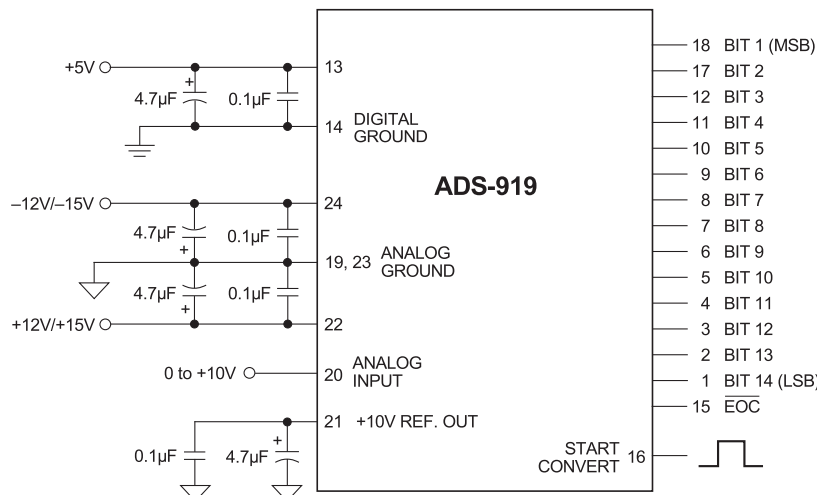 +5V
4.7µF
+
0.1µF
13
14 DIGITAL
GROUND
–12V/–15V
24
4.7µF
+
0.1µF
19, 23 ANALOG
GROUND
4.7µF
+
0.1µF
+12V/+15V
22
0 to +10V
20 ANALOG
INPUT
21 +10V REF. OUT
0.1µF
4.7µF
+
ADS-919
18 BIT 1 (MSB)
17 BIT 2
12 BIT 3
11 BIT 4
10 BIT 5
9 BIT 6
8 BIT 7
7 BIT 8
6 BIT 9
5 BIT 10
4 BIT 11
3 BIT 12
2 BIT 13
1 BIT 14 (LSB)
15 EOC
START
CONVERT 16